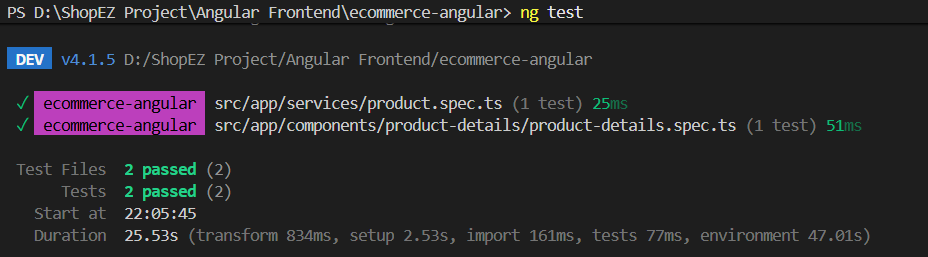 PS D:\ShopEZ Project\Angular Frontend\ecommerce-angular> ng test
DEV v4.1.5 D:/ShopEZ Project/Angular Frontend/ecommerce-angular
✓ ecommerce-angular src/app/services/product.spec.ts (1 test) 25ms
✓ ecommerce-angular src/app/components/product-details/product-details.spec.ts (1 test) 51ms
Test Files 2 passed (2)
Tests 2 passed (2)
Start at 22:05:45
Duration 25.53s (transform 834ms, setup 2.53s, import 161ms, tests 77ms, environment 47.01s)